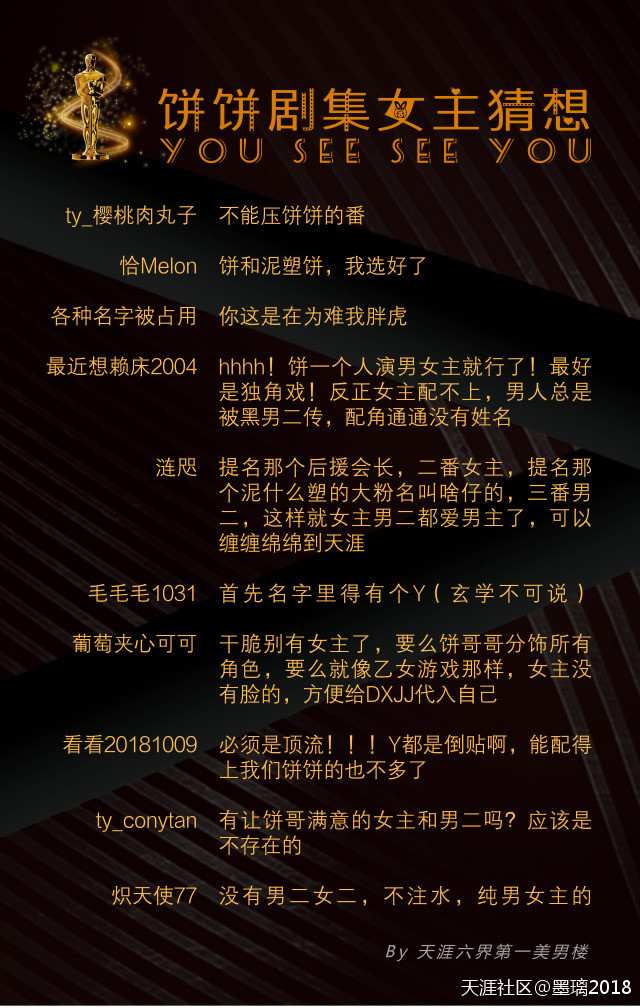 饼饼剧集女主猜想
YOU SEE SEE YOU
ty_樱桃肉丸子 不能压饼饼的番
恰Melon 饼和泥塑饼，我选好了
各种名字被占用 你这是在为难我胖虎
最近想赖床2004 hhhh！饼一个人演男女主就行了！最好
是独角戏！反正女主配不上，男人总是
被黑男二传，配角通通没有姓名
涟咫 提名那个后援会长，二番女主，提名那
个泥什么塑的大粉名叫啥仔的，三番男
二，这样就女主男二都爱男主了，可以
缠缠绵绵到天涯
毛毛毛1031 首先名字里得有个Y（玄学不可说）
葡萄夹心可可 干脆别有女主了，要么饼哥哥分饰所有
角色，要么就像乙女游戏那样，女主没
有脸的，方便给DXJJ代入自己
看看20181009 必须是顶流！！！Y都是倒贴啊，能配得
上我们饼饼的也不多了
ty_conytan 有让饼哥满意的女主和男二吗？应该是
不存在的
炽天使77 没有男二女二，不注水，纯男女主的
By 天涯六界第一美男楼
天涯社区@墨璃2018